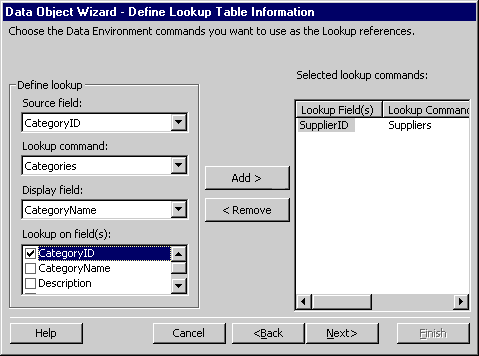 Data Object Wizard - Define Lookup Table Information
Choose the Data Environment commands you want to use as the Lookup references.
Define lookup
Source field:
CategoryID
Lookup command:
Categories
Display field:
CategoryName
Lookup on field(s):
CategoryID
CategoryName
Description
Add >
< Remove
Selected lookup commands:
Lookup Field(s) Lookup Command
SupplierID Suppliers
Help Cancel <Back Next> Finish